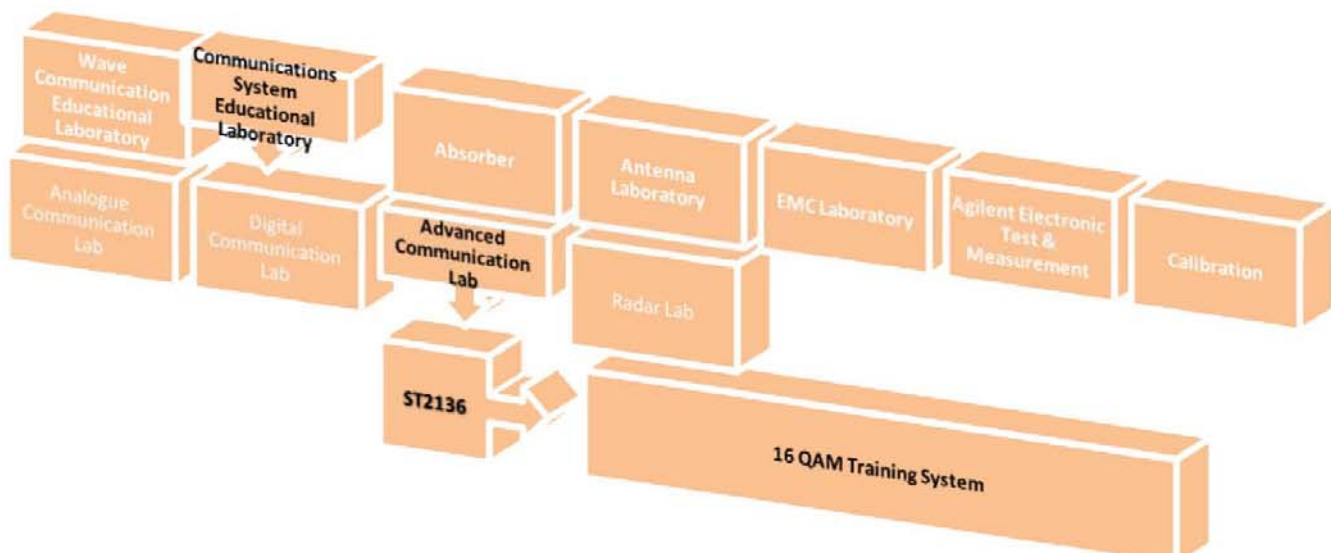 Wave
Communication
Educational
Laboratory
Communications
System
Educational
Laboratory
Absorber
Antenna
Laboratory
EMC Laboratory
Agilent Electronic
Test &
Measurement
Calibration
Analogue
Communication
Lab
Digital
Communication
Lab
Advanced
Communication
Lab
Radar Lab
ST2136
16 QAM Training System